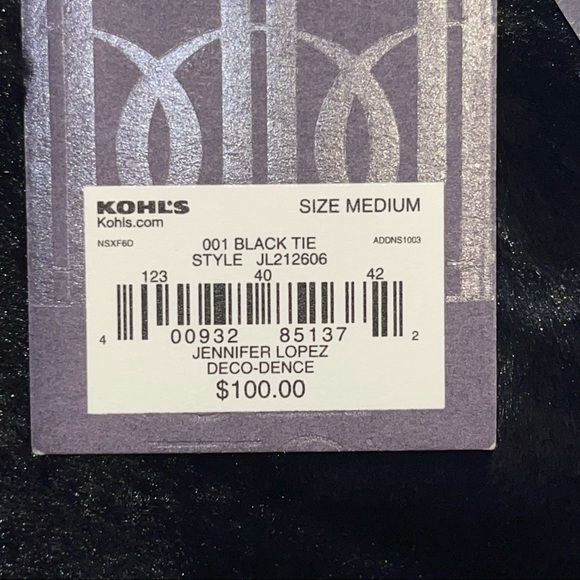 KOHL'S SIZE MEDIUM
Kohls.com
NSXF6D 001 BLACK TIE ADDNS1003
STYLE JL212606
123 40 42
4 00932 85137 2
JENNIFER LOPEZ
DECO-DENCE
$100.00